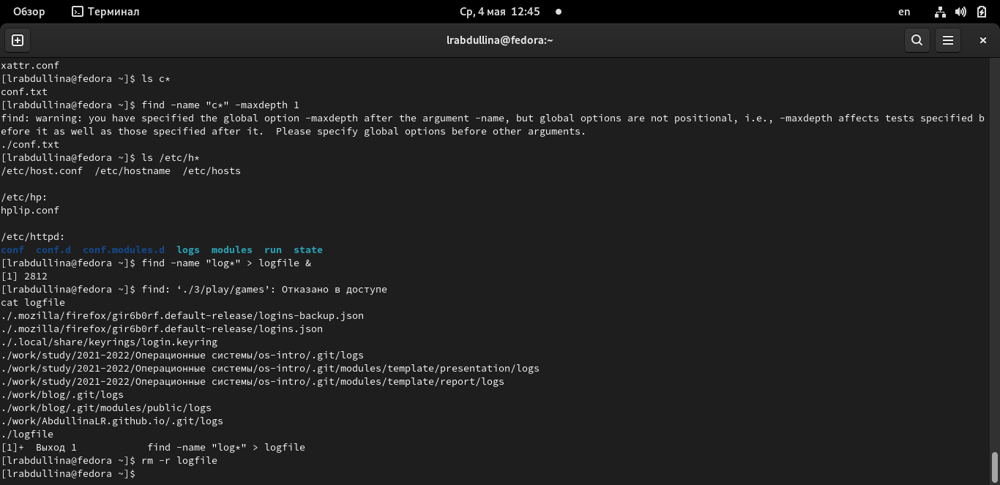 Обзор Терминал Ср, 4 мая 12:45 en
lrabdullina@fedora:~
xattr.conf
[lrabdullina@fedora ~]$ ls c*
conf.txt
[lrabdullina@fedora ~]$ find -name "c*" -maxdepth 1
find: warning: you have specified the global option -maxdepth after the argument -name, but global options are not positional, i.e., -maxdepth affects tests specified b
efore it as well as those specified after it.  Please specify global options before other arguments.
./conf.txt
[lrabdullina@fedora ~]$ ls /etc/h*
/etc/host.conf  /etc/hostname  /etc/hosts
/etc/hp:
hplip.conf
/etc/httpd:
conf  conf.d  conf.modules.d  logs  modules  run  state
[lrabdullina@fedora ~]$ find -name "log*" > logfile &
[1] 2812
[lrabdullina@fedora ~]$ find: ‘./3/play/games’: Отказано в доступе
cat logfile
./.mozilla/firefox/gir6b0rf.default-release/logins-backup.json
./.mozilla/firefox/gir6b0rf.default-release/logins.json
./.local/share/keyrings/login.keyring
./work/study/2021-2022/Операционные системы/os-intro/.git/logs
./work/study/2021-2022/Операционные системы/os-intro/.git/modules/template/presentation/logs
./work/study/2021-2022/Операционные системы/os-intro/.git/modules/template/report/logs
./work/blog/.git/logs
./work/blog/.git/modules/public/logs
./work/AbdullinaLR.github.io/.git/logs
./logfile
[1]+  Выход 1            find -name "log*" > logfile
[lrabdullina@fedora ~]$ rm -r logfile
[lrabdullina@fedora ~]$